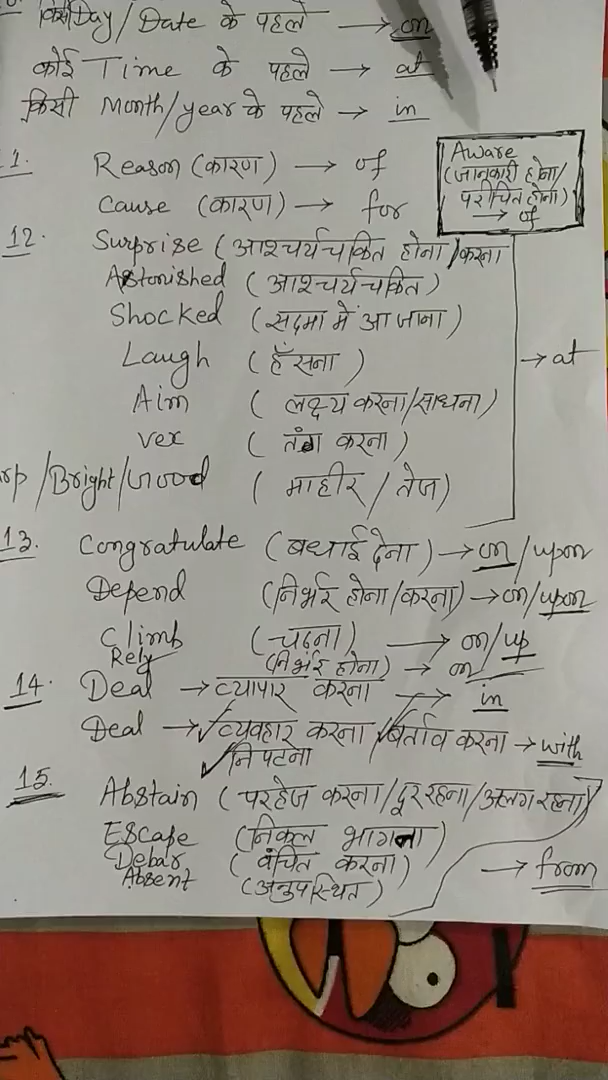 किसी Day/Date के पहले → on
कोई Time के पहले → at
किसी Month/year के पहले → in
1. Reason (कारण) → of
Cause (कारण) → for
Aware
(जानकारी होना/
परीचित होना)
→ of
12. Surprise (आश्चर्यचकित होना/करना
Astonished (आश्चर्यचकित)
Shocked (सदमा में आ जाना)
Laugh (हँसना)
→ at
Aim (लक्ष्य करना/साधना)
vex (तंग करना)
/Bright/Good (माहीर/तेज)
13. Congratulate (बधाई देना) → on/upon
Depend (निर्भर होना/करना) → on/upon
Climb (चढ़ना) → on/up
Rely (निर्भर होना) → on
14. Deal → व्यापार करना → in
Deal → व्यवहार करना/बर्ताव करना → with
निपटना
15. Abstain (परहेज करना/दूर रहना/अलग रहना)
Escape (निकल भागना)
Debar (वंचित करना)
→ from
Absent (अनुपस्थित)